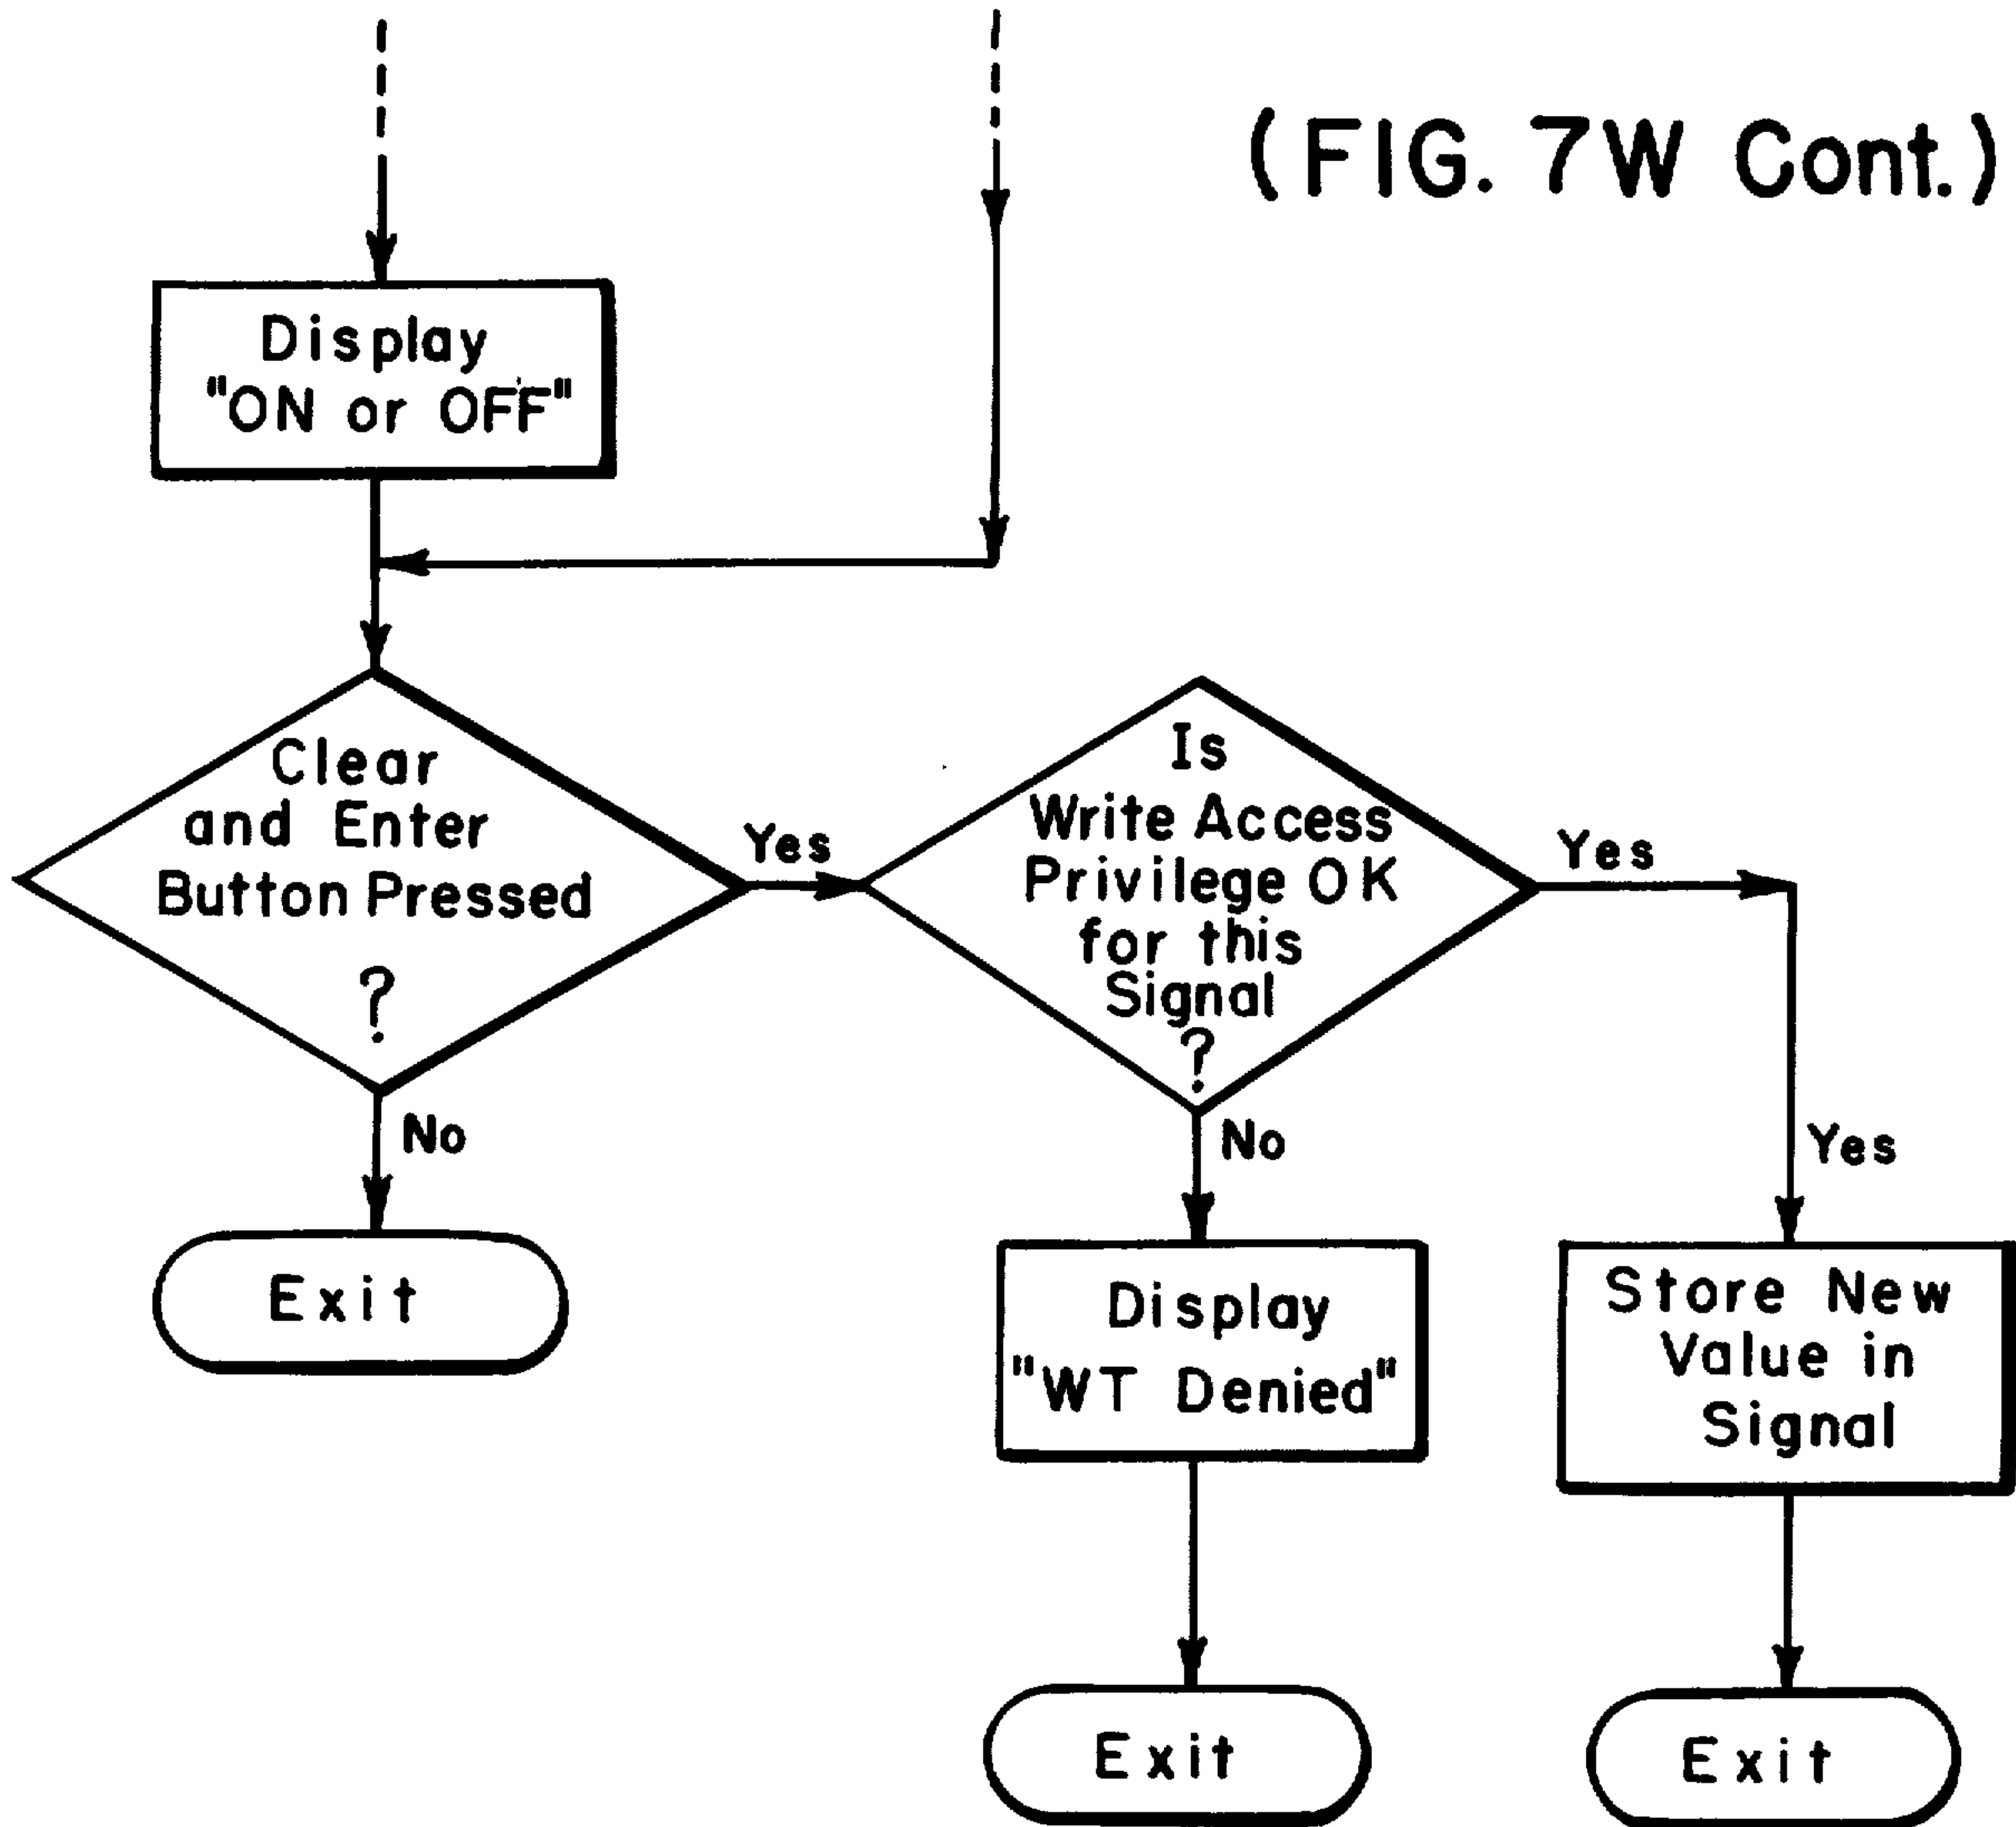 (FIG. 7W Cont.)
Display
"ON or OFF"
Clear
and Enter
Button Pressed
?
Yes
No
Exit
Is
Write Access
Privilege OK
for this
Signal
?
Yes
No
Yes
Display
"WT Denied"
Exit
Store New
Value in
Signal
Exit